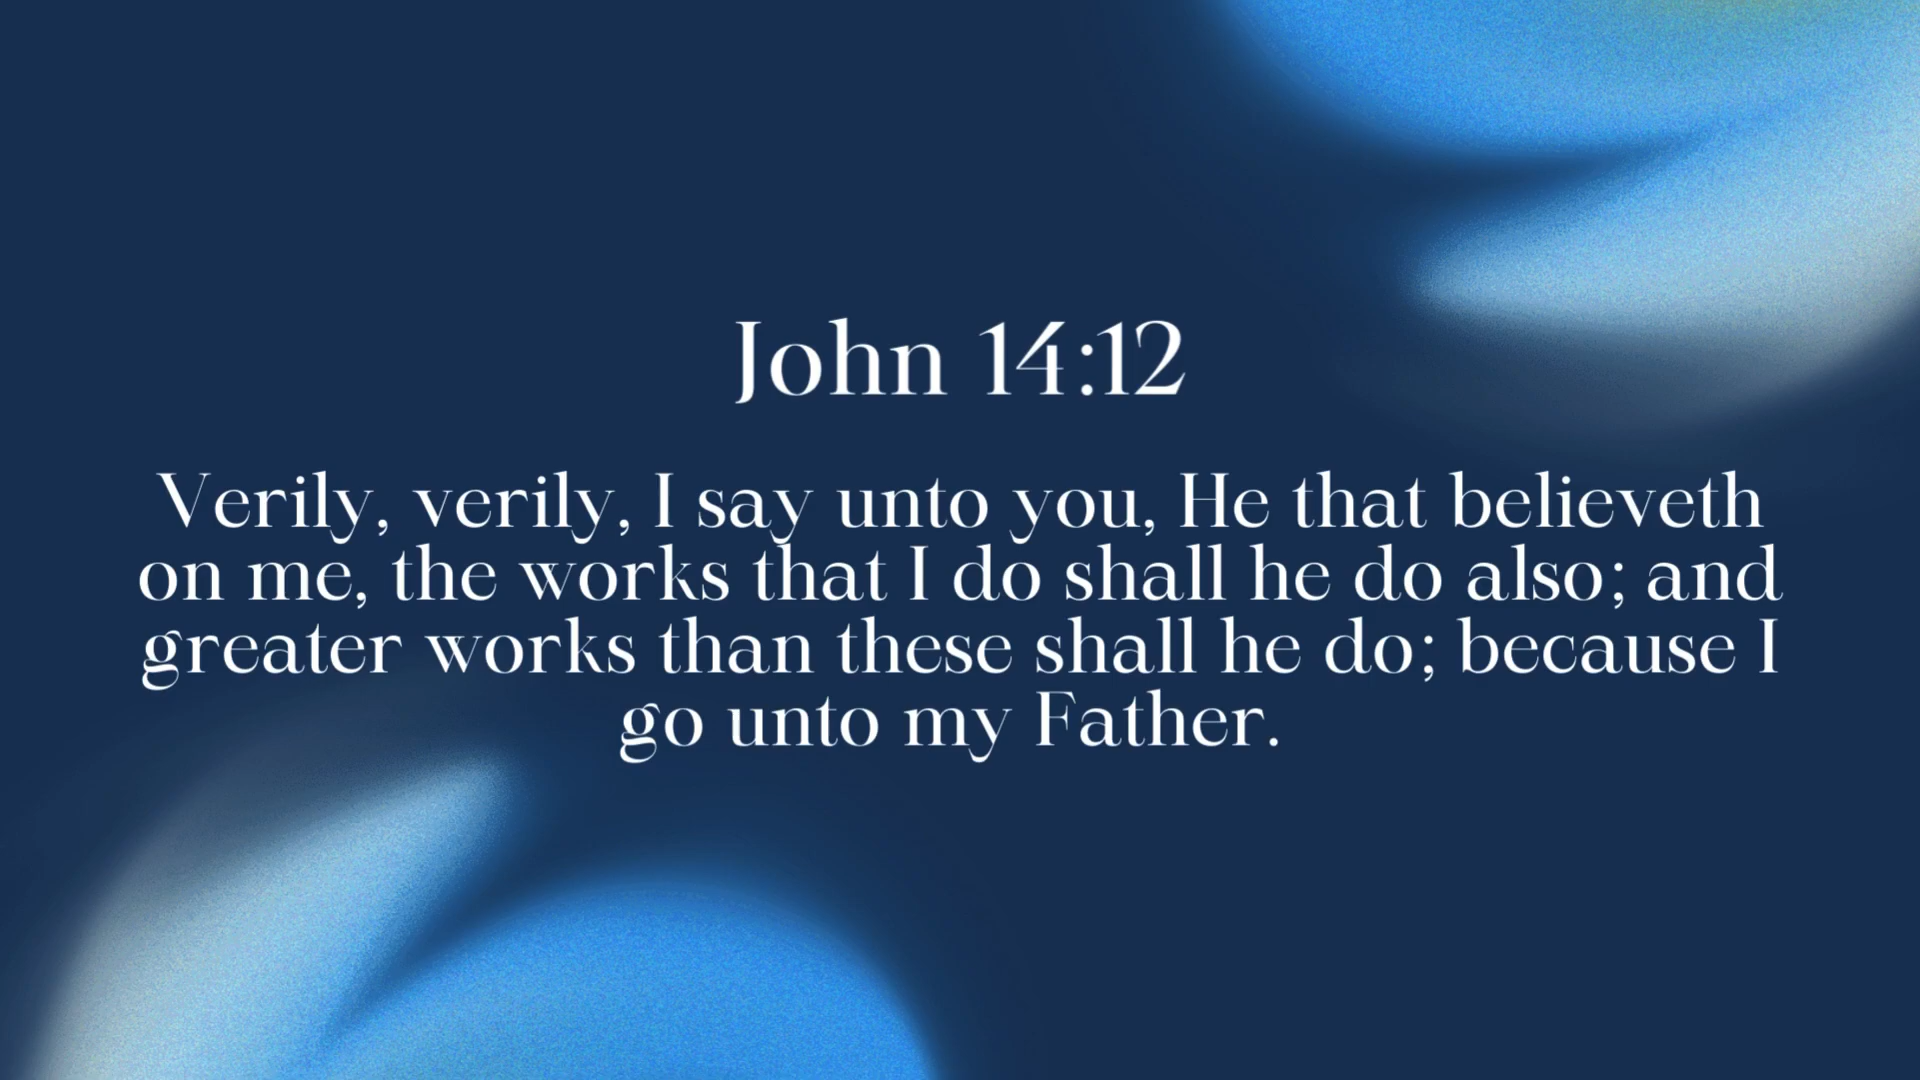 John 14:12
Verily, verily, I say unto you, He that believeth
on me, the works that I do shall he do also; and
greater works than these shall he do; because I
go unto my Father.